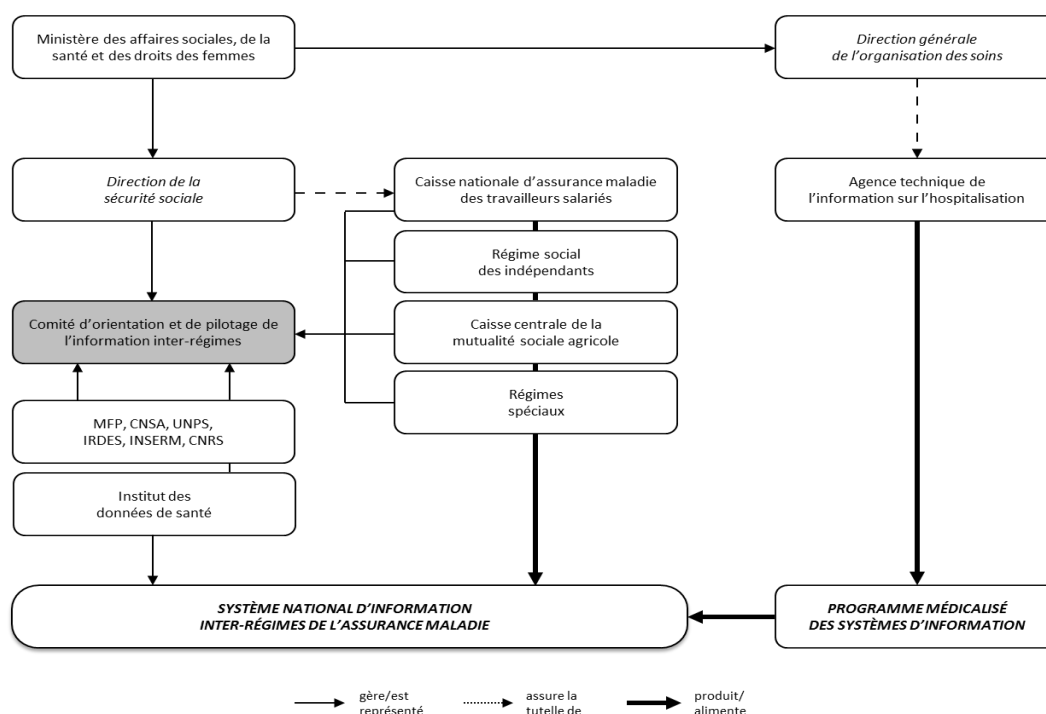 Ministère des affaires sociales, de la
santé et des droits des femmes
Direction générale
de l'organisation des soins
Direction de la
sécurité sociale
Caisse nationale d'assurance maladie
des travailleurs salariés
Agence technique de
l'information sur l'hospitalisation
Régime social
des indépendants
Comité d'orientation et de pilotage de
l'information inter-régimes
Caisse centrale de la
mutualité sociale agricole
Régimes
spéciaux
MFP, CNSA, UNPS,
IRDES, INSERM, CNRS
Institut des
données de santé
SYSTÈME NATIONAL D'INFORMATION
INTER-RÉGIMES DE L'ASSURANCE MALADIE
PROGRAMME MÉDICALISÉ
DES SYSTÈMES D'INFORMATION
gère/est
représenté
assure la
tutelle de
produit/
alimente